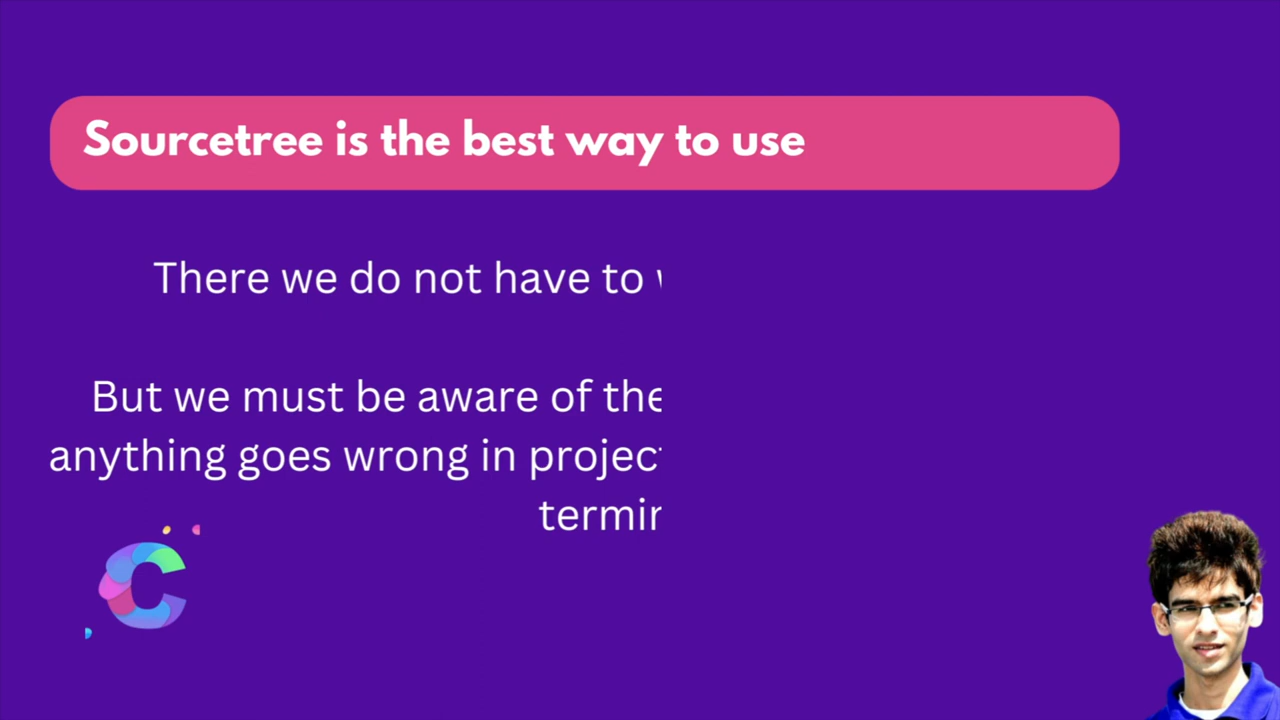 Sourcetree is the best way to use
There we do not have to
But we must be aware of the
anything goes wrong in projec
termin